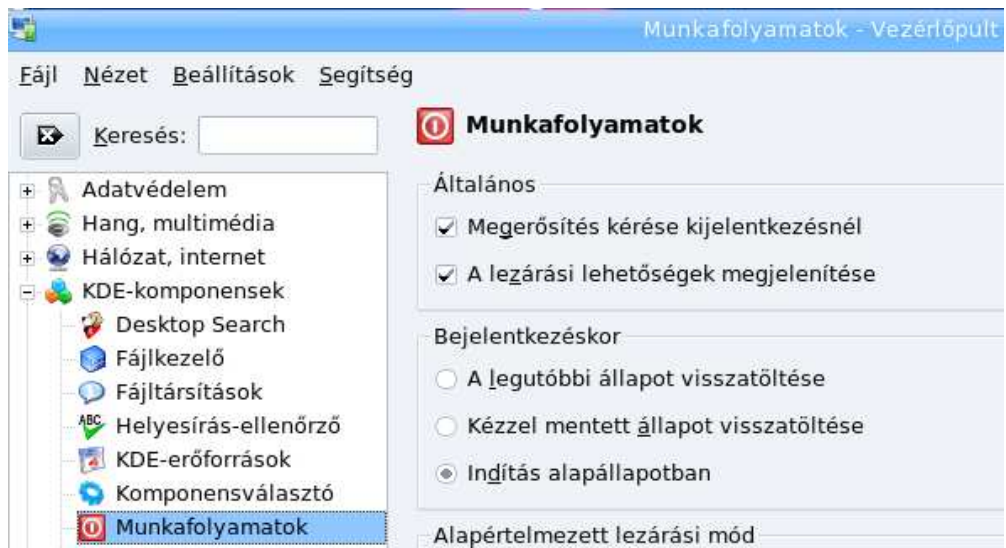 Munkafolyamatok - Vezérlőpult
Fájl Nézet Beállítások Segítség
Keresés:
Munkafolyamatok
Adatvédelem
Hang, multimédia
Hálózat, internet
KDE-komponensek
Desktop Search
Fájlkezelő
Fájltársítások
ABC Helyesírás-ellenőrző
KDE-erőforrások
Komponensválasztó
Munkafolyamatok
Általános
Megerősítés kérése kijelentkezésnél
A lezárási lehetőségek megjelenítése
Bejelentkezéskor
A legutóbbi állapot visszatöltése
Kézzel mentett állapot visszatöltése
Indítás alapállapotban
Alapértelmezett lezárási mód